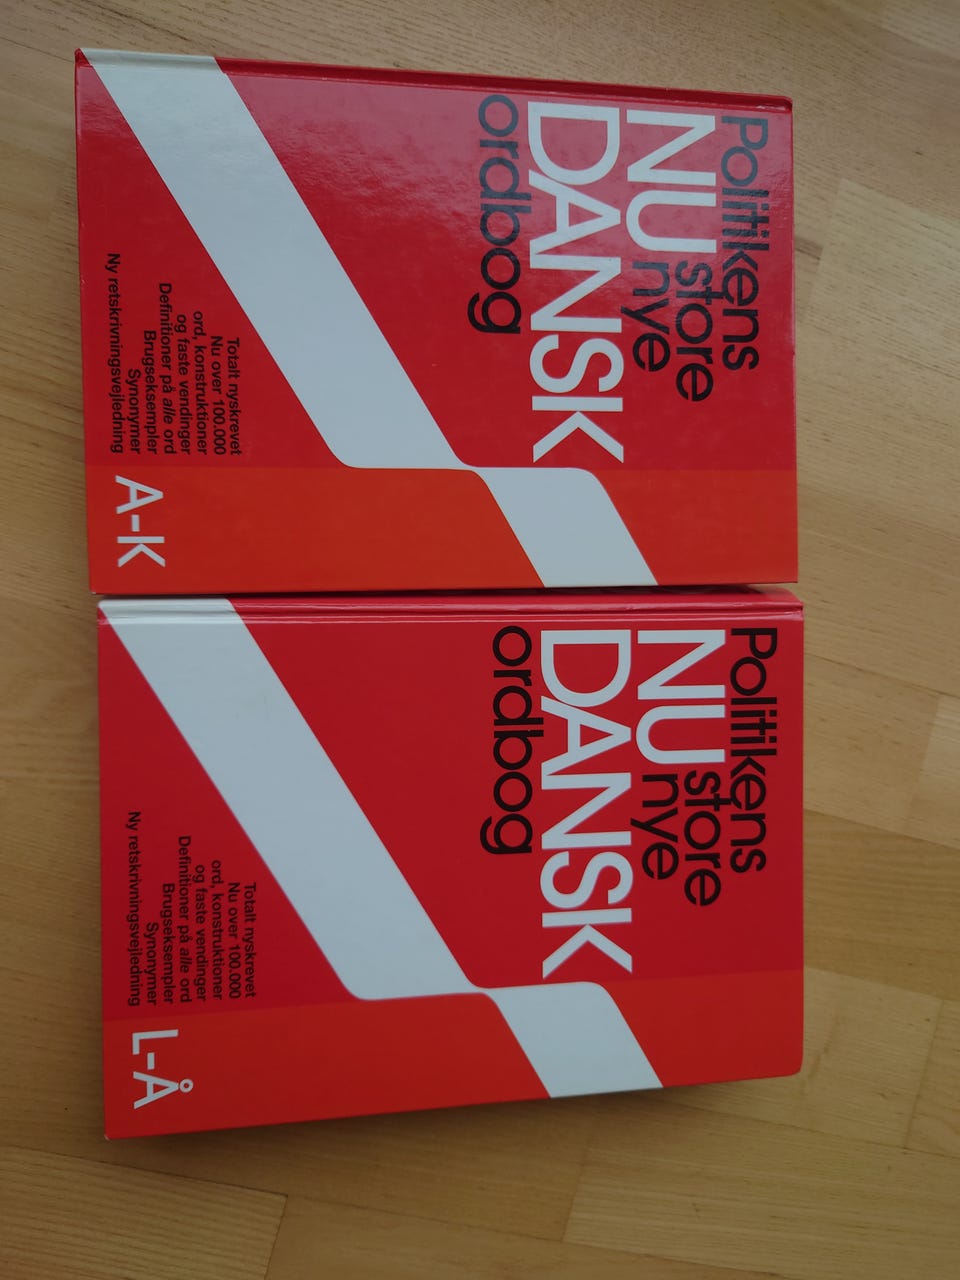 Politikens
store
nye
NU
DANSK
ordbog
Totalt nyskrevet
Nu over 100.000
ord, konstruktioner
og faste vendinger
Definitioner på alle ord
Brugseksempler
Synonymer
Ny retskrivningsvejledning
A-K
Politikens
store
nye
NU
DANSK
ordbog
Totalt nyskrevet
Nu over 100.000
ord, konstruktioner
og faste vendinger
Definitioner på alle ord
Brugseksempler
Synonymer
Ny retskrivningsvejledning
L-Å